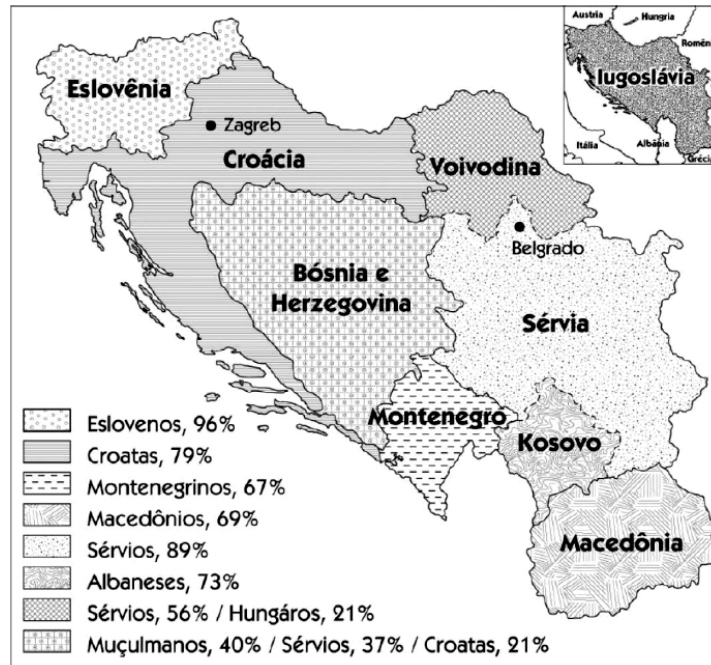 Austria
Hungria
Romên
Iugoslávia
Itália
Albânia
Gréci
Eslovênia
Zagreb
Croácia
Voivodina
Belgrado
Bósnia e
Herzegovina
Sérvia
Montenegro
Kosovo
Macedônia
Eslovenos, 96%
Croatas, 79%
Montenegrinos, 67%
Macedônios, 69%
Sérvios, 89%
Albaneses, 73%
Sérvios, 56% / Hungáros, 21%
Muçulmanos, 40% / Sérvios, 37% / Croatas, 21%